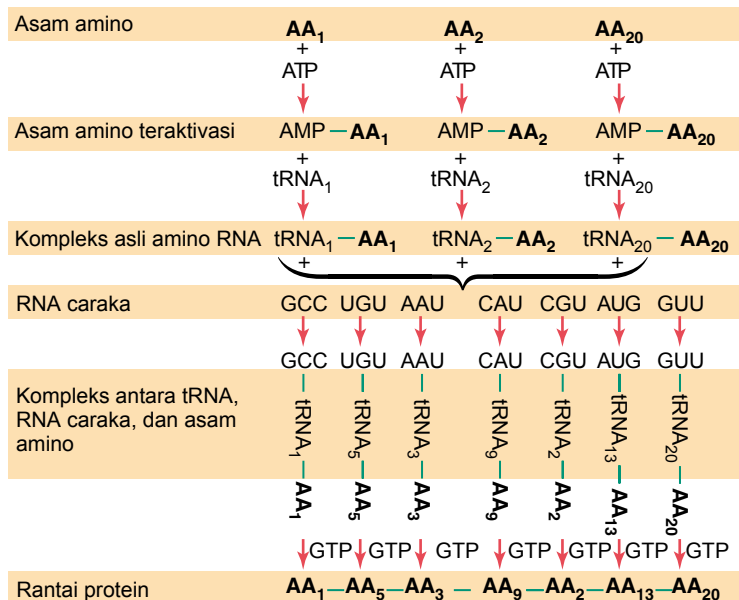 Asam amino AA₁ AA₂ AA₂₀
+ + +
ATP ATP ATP
Asam amino teraktivasi AMP – AA₁ AMP – AA₂ AMP – AA₂₀
+ + +
tRNA₁ tRNA₂ tRNA₂₀
Kompleks asli amino RNA tRNA₁ – AA₁ tRNA₂ – AA₂ tRNA₂₀ – AA₂₀
+ + +
RNA caraka GCC UGU AAU CAU CGU AUG GUU
GCC UGU AAU CAU CGU AUG GUU
Kompleks antara tRNA,
RNA caraka, dan asam
amino
tRNA₁ tRNA₅ tRNA₃ tRNA₉ tRNA₂ tRNA₁₃ tRNA₂₀
AA₁ AA₅ AA₃ AA₉ AA₂ AA₁₃ AA₂₀
GTP GTP GTP GTP GTP GTP GTP
Rantai protein AA₁ – AA₅ – AA₃ – AA₉ – AA₂ – AA₁₃ – AA₂₀